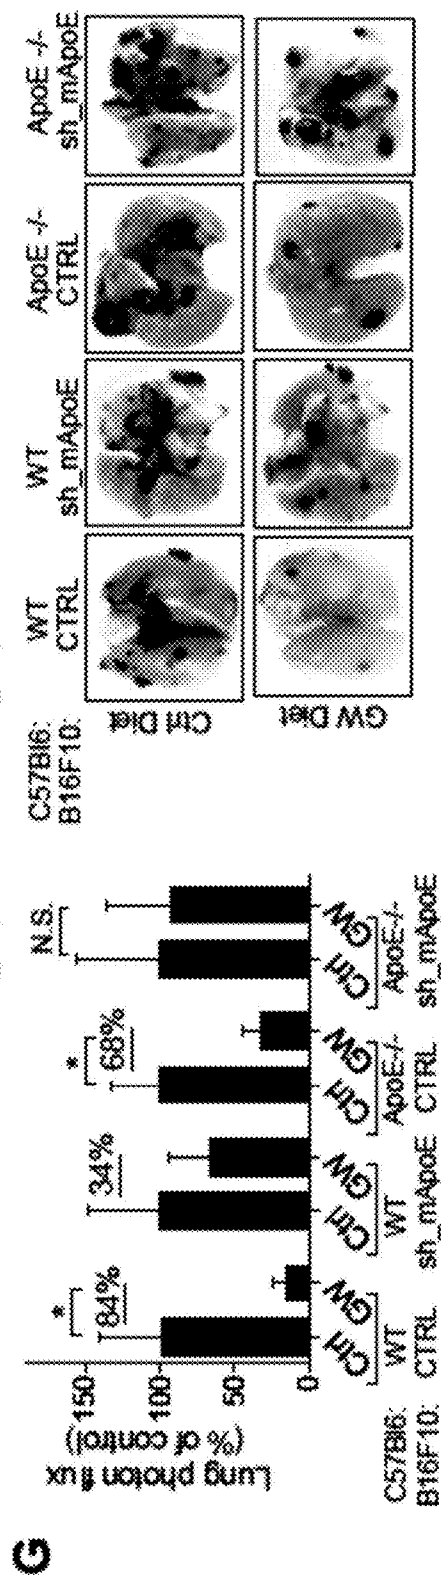 G
Lung photon flux
(% of control)
150
100
50
0
*
84%
34%
*
68%
N.S.
Ctrl GW Ctrl GW Ctrl GW Ctrl GW
C57Bl6: WT WT ApoE-/- ApoE-/-
B16F10: CTRL sh_mApoE CTRL sh_mApoE
C57Bl6: WT WT ApoE -/- ApoE -/-
B16F10: CTRL sh_mApoE CTRL sh_mApoE
Ctrl Diet
GW Diet